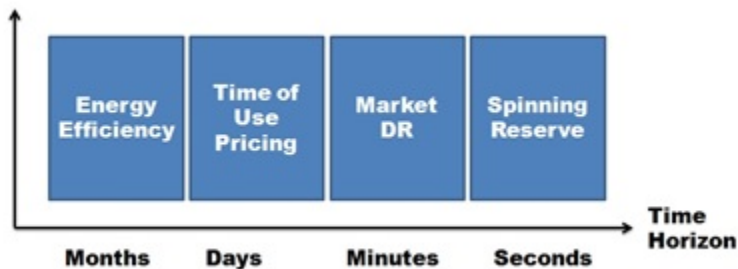 Energy
Efficiency
Time of
Use
Pricing
Market
DR
Spinning
Reserve
Time
Horizon
Months
Days
Minutes
Seconds